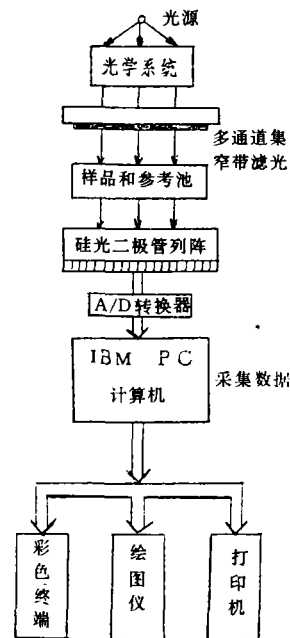 光源
光学系统
多通道集
窄带滤光
样品和参考池
硅光二极管列阵
A/D转换器
IBM PC
计算机
采集数据
彩色终端
绘图仪
打印机